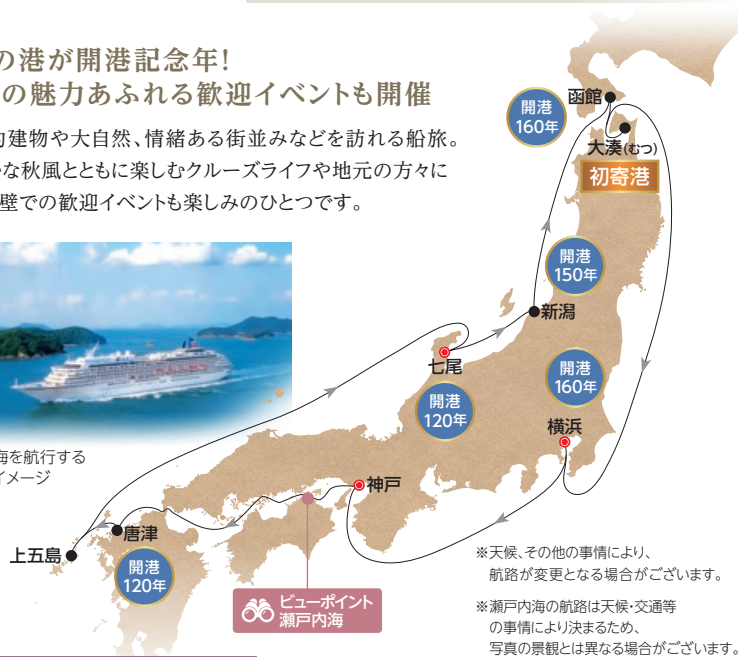 の港が開港記念年!
の魅力あふれる歓迎イベントも開催
建物や大自然、情緒ある街並みなどを訪れる船旅。
な秋風とともに楽しむクルーズライフや地元の方々に
壁での歓迎イベントも楽しみのひとつです。
海を航行する
イメージ
開港
160年
函館
大湊(むつ)
初寄港
開港
150年
新潟
七尾
開港
120年
開港
160年
横浜
神戸
唐津
上五島
開港
120年
ビューポイント
瀬戸内海
※天候、その他の事情により、
航路が変更となる場合がございます。
※瀬戸内海の航路は天候・交通等
の事情により決まるため、
写真の景観とは異なる場合がございます。